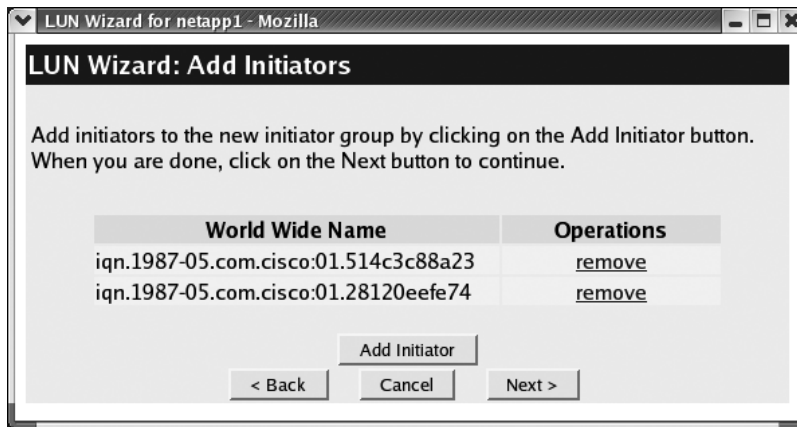 LUN Wizard for netapp1 - Mozilla
LUN Wizard: Add Initiators
Add initiators to the new initiator group by clicking on the Add Initiator button.
When you are done, click on the Next button to continue.
World Wide Name Operations
iqn.1987-05.com.cisco:01.514c3c88a23 remove
iqn.1987-05.com.cisco:01.28120eefe74 remove
Add Initiator
< Back Cancel Next >